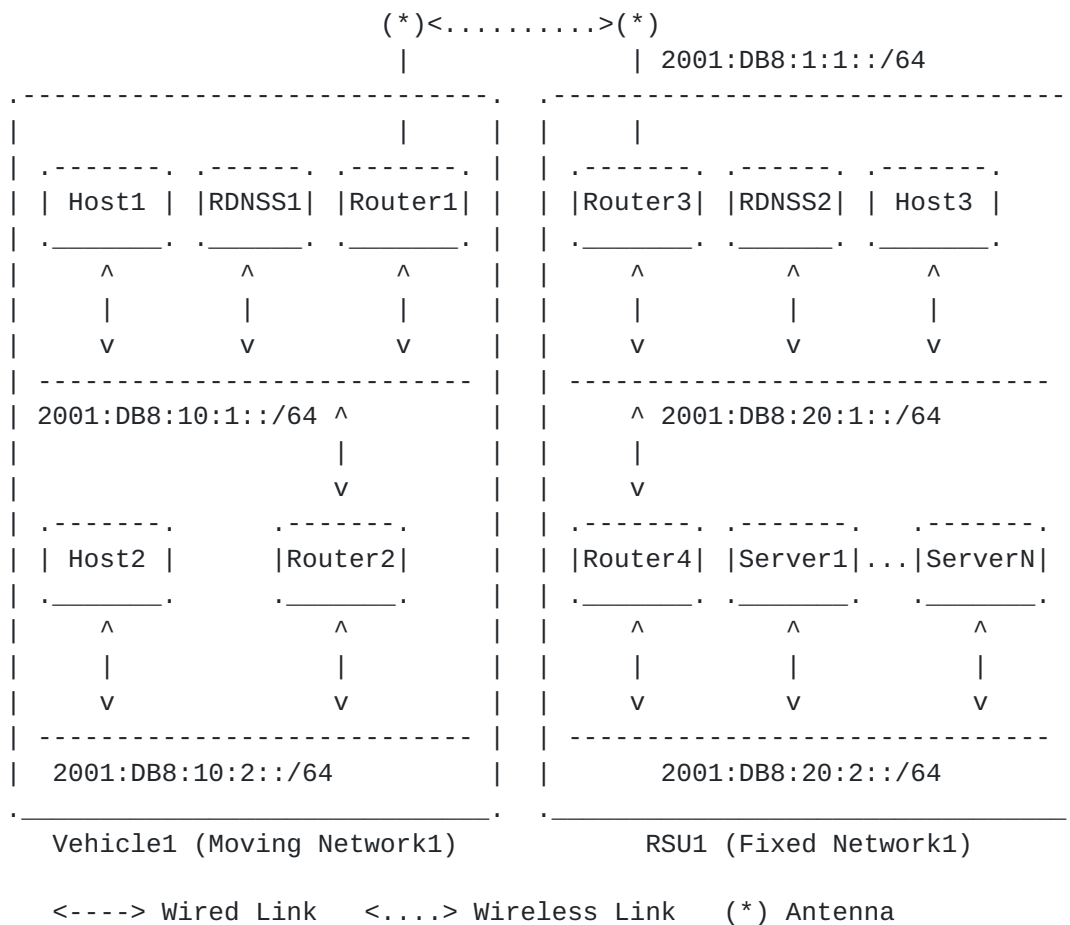 (*)<..........>(*)
2001:DB8:1:1::/64
Host1 RDNSS1 Router1 Router3 RDNSS2 Host3
2001:DB8:10:1::/64 2001:DB8:20:1::/64
Host2 Router2 Router4 Server1 ... ServerN
2001:DB8:10:2::/64 2001:DB8:20:2::/64
Vehicle1 (Moving Network1) RSU1 (Fixed Network1)
<----> Wired Link <....> Wireless Link (*) Antenna